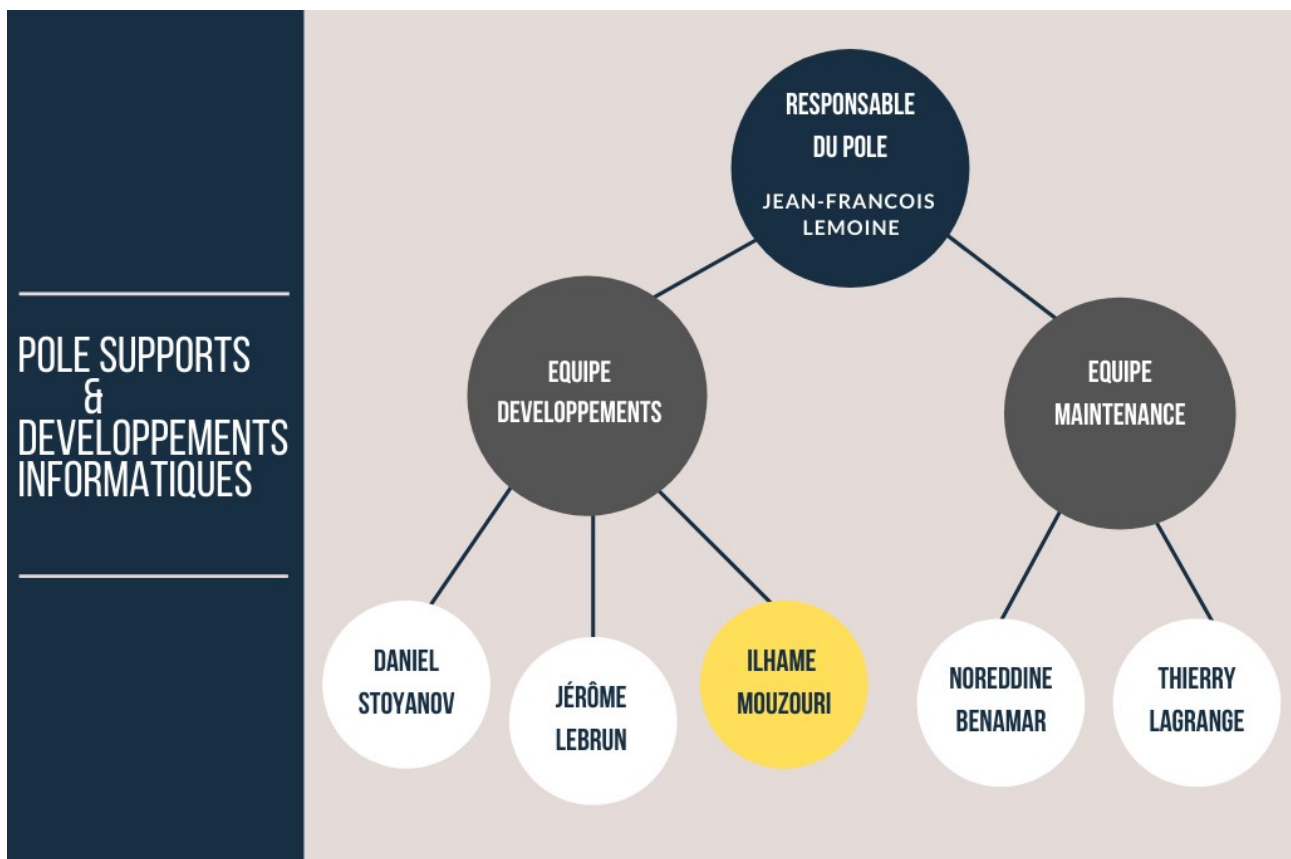 POLE SUPPORTS
&
DEVELOPPEMENTS
INFORMATIQUES
RESPONSABLE
DU POLE
JEAN-FRANCOIS
LEMOINE
EQUIPE
DEVELOPPEMENTS
EQUIPE
MAINTENANCE
DANIEL
STOYANOV
JÉRÔME
LEBRUN
ILHAME
MOUZOURI
NOREDDINE
BENAMAR
THIERRY
LAGRANGE